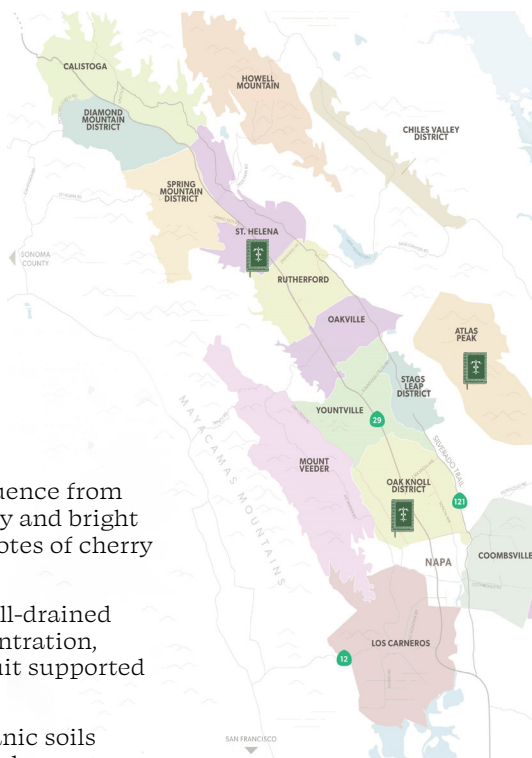 CALISTOGA
HOWELL
MOUNTAIN
DIAMOND
MOUNTAIN
DISTRICT
CHILES VALLEY
DISTRICT
SPRING
MOUNTAIN
DISTRICT
ST. HELENA
SONOMA
COUNTY
RUTHERFORD
OAKVILLE
ATLAS
PEAK
STAGS
LEAP
DISTRICT
YOUNTVILLE
29
SILVERADO TRAIL
MAYACAMAS MOUNTAINS
MOUNT
VEEDER
OAK KNOLL
DISTRICT
121
uence from
y and bright
otes of cherry
NAPA
COOMBSVILLE
ll-drained
ntration,
uit supported
LOS CARNEROS
12
anic soils
SAN FRANCISCO